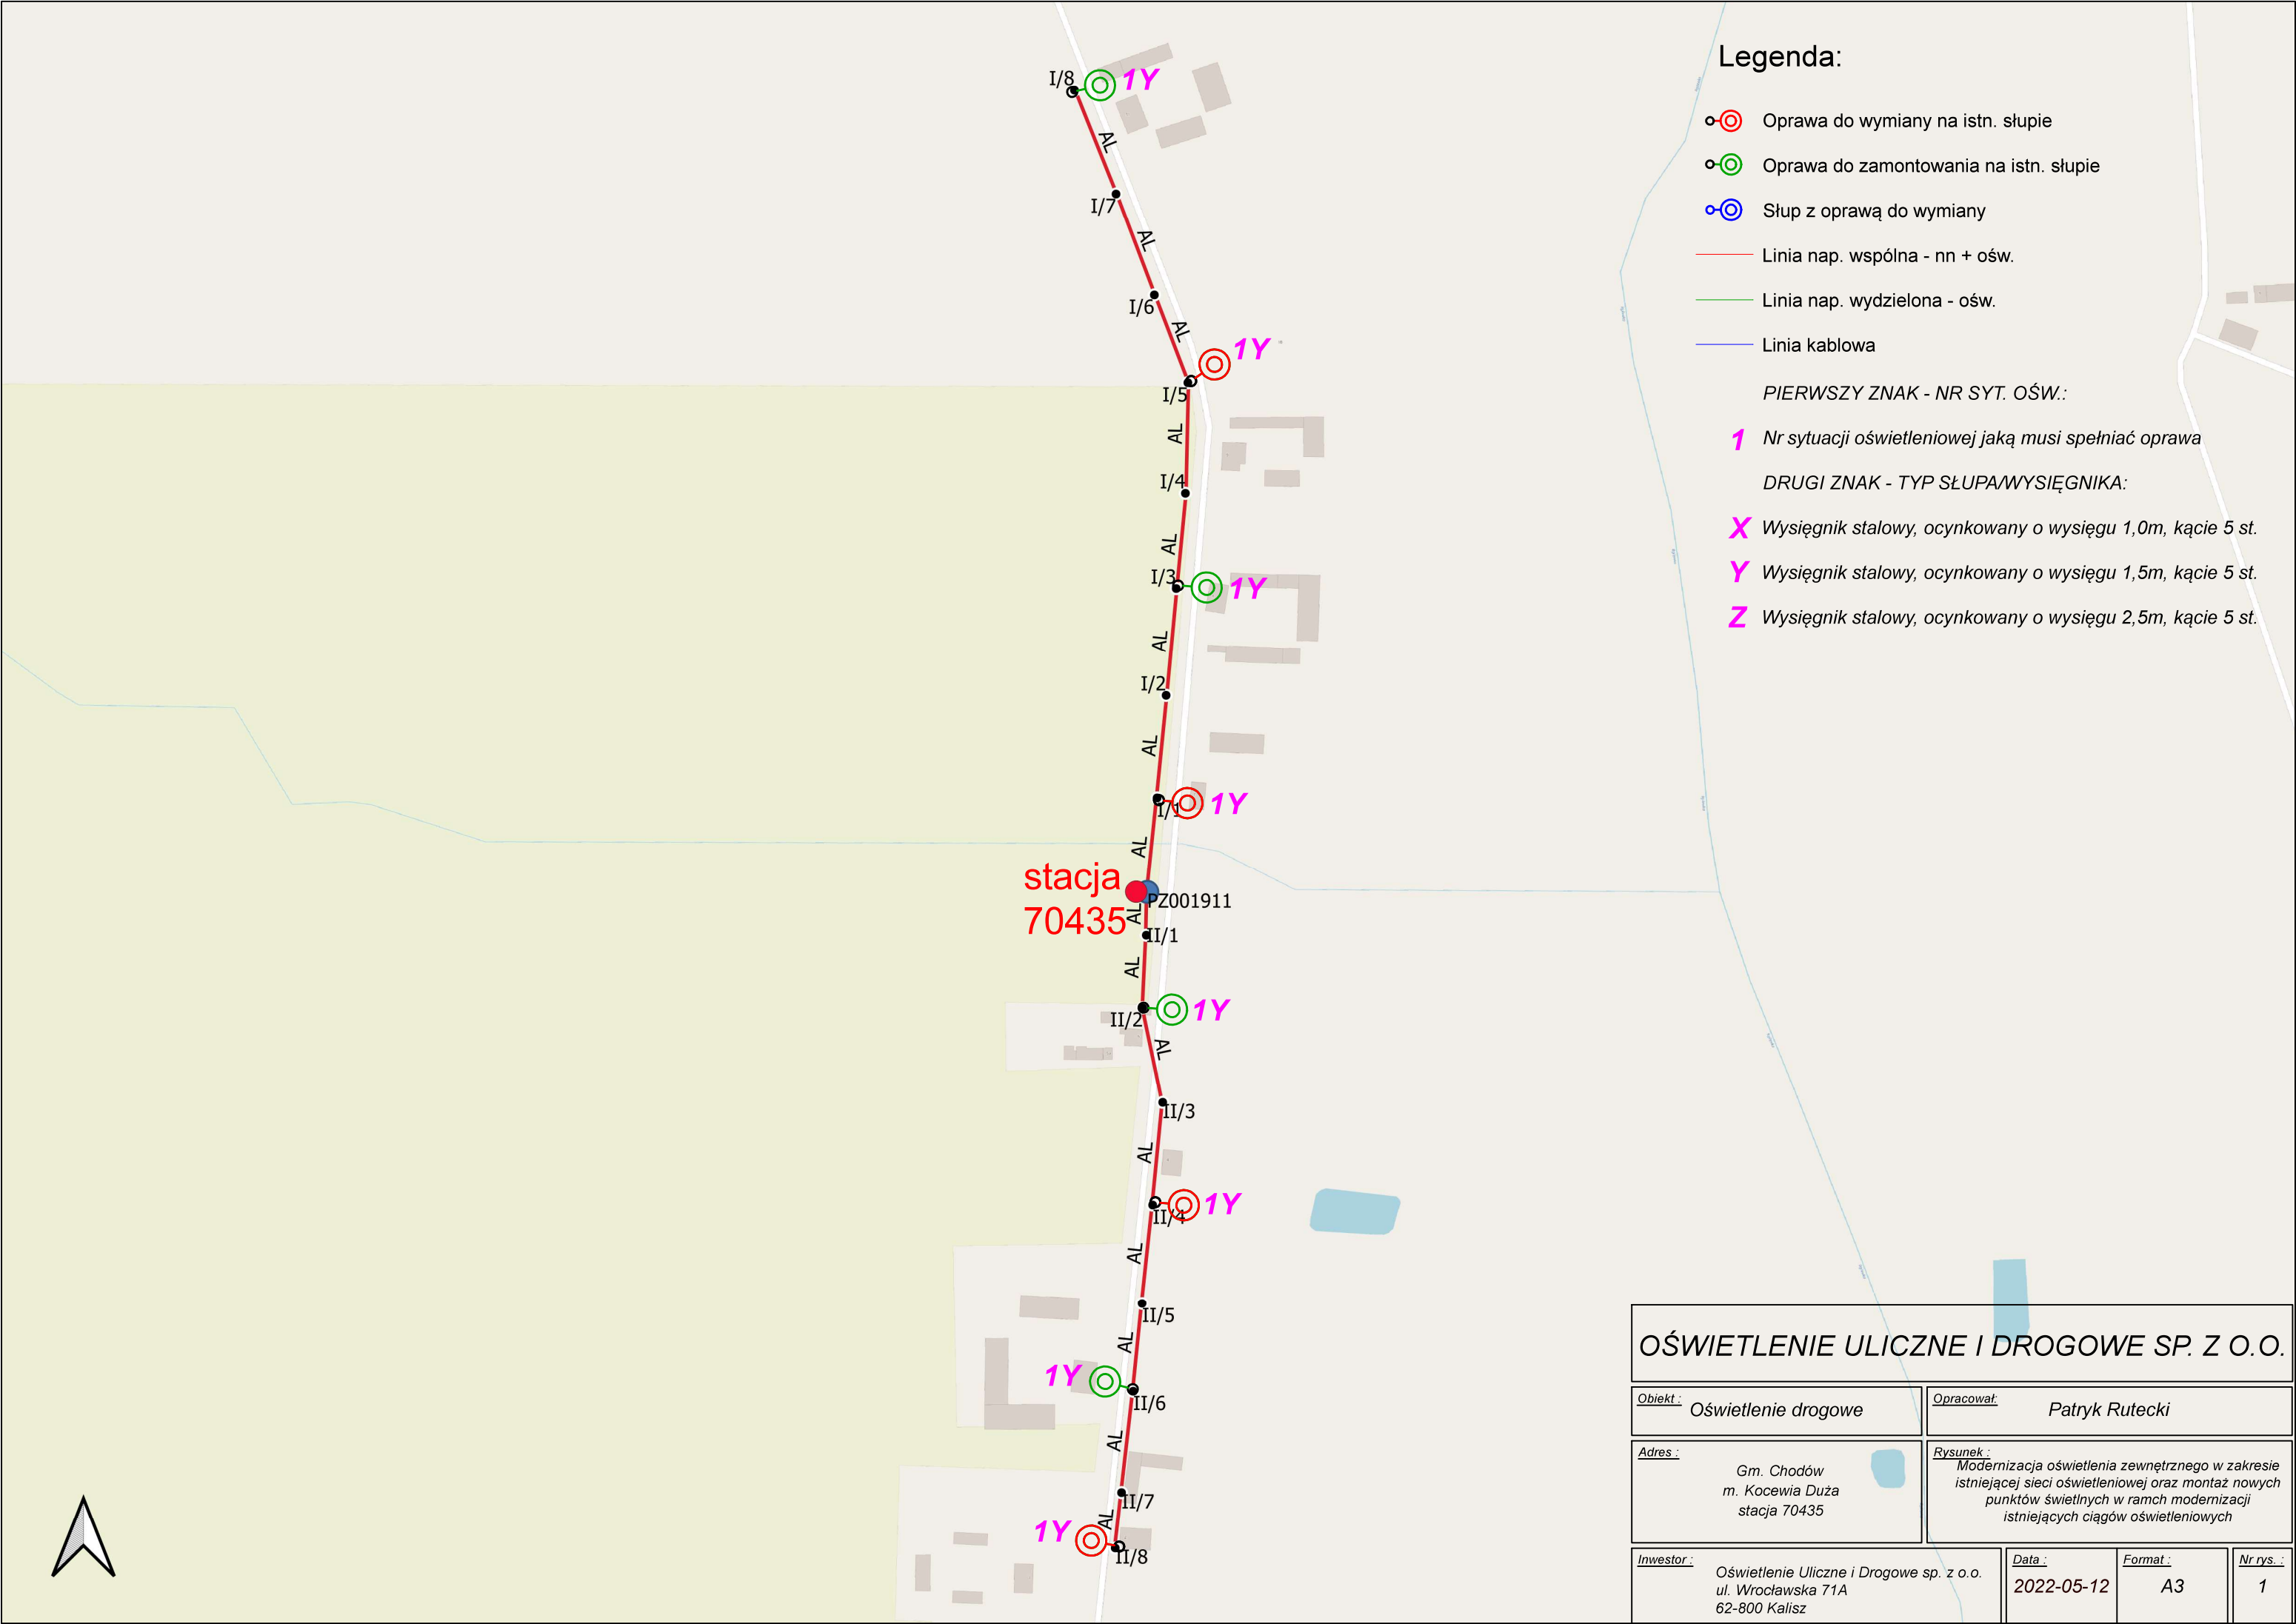 I/8
1Y
AL
I/7
AL
I/6
AL
1Y
I/5
AL
I/4
AL
I/3
1Y
AL
I/2
AL
I/1
1Y
AL
stacja
70435
PZ001911
AL
II/1
AL
II/2
1Y
AL
II/3
AL
II/4
1Y
AL
II/5
AL
1Y
II/6
AL
II/7
AL
1Y
II/8
Legenda:
Oprawa do wymiany na istn. słupie
Oprawa do zamontowania na istn. słupie
Słup z oprawą do wymiany
Linia nap. wspólna - nn + ośw.
Linia nap. wydzielona - ośw.
Linia kablowa
PIERWSZY ZNAK - NR SYT. OŚW.:
1 Nr sytuacji oświetleniowej jaką musi spełniać oprawa
DRUGI ZNAK - TYP SŁUPA/WYSIĘGNIKA:
X Wysięgnik stalowy, ocynkowany o wysięgu 1,0m, kącie 5 st.
Y Wysięgnik stalowy, ocynkowany o wysięgu 1,5m, kącie 5 st.
Z Wysięgnik stalowy, ocynkowany o wysięgu 2,5m, kącie 5 st.
OŚWIETLENIE ULICZNE I DROGOWE SP. Z O.O.
Obiekt : Oświetlenie drogowe
Opracował: Patryk Rutecki
Adres :
Gm. Chodów
m. Kocewia Duża
stacja 70435
Rysunek :
Modernizacja oświetlenia zewnętrznego w zakresie
istniejącej sieci oświetleniowej oraz montaż nowych
punktów świetlnych w ramch modernizacji
istniejących ciągów oświetleniowych
Inwestor :
Oświetlenie Uliczne i Drogowe sp. z o.o.
ul. Wrocławska 71A
62-800 Kalisz
Data :
2022-05-12
Format :
A3
Nr rys. :
1